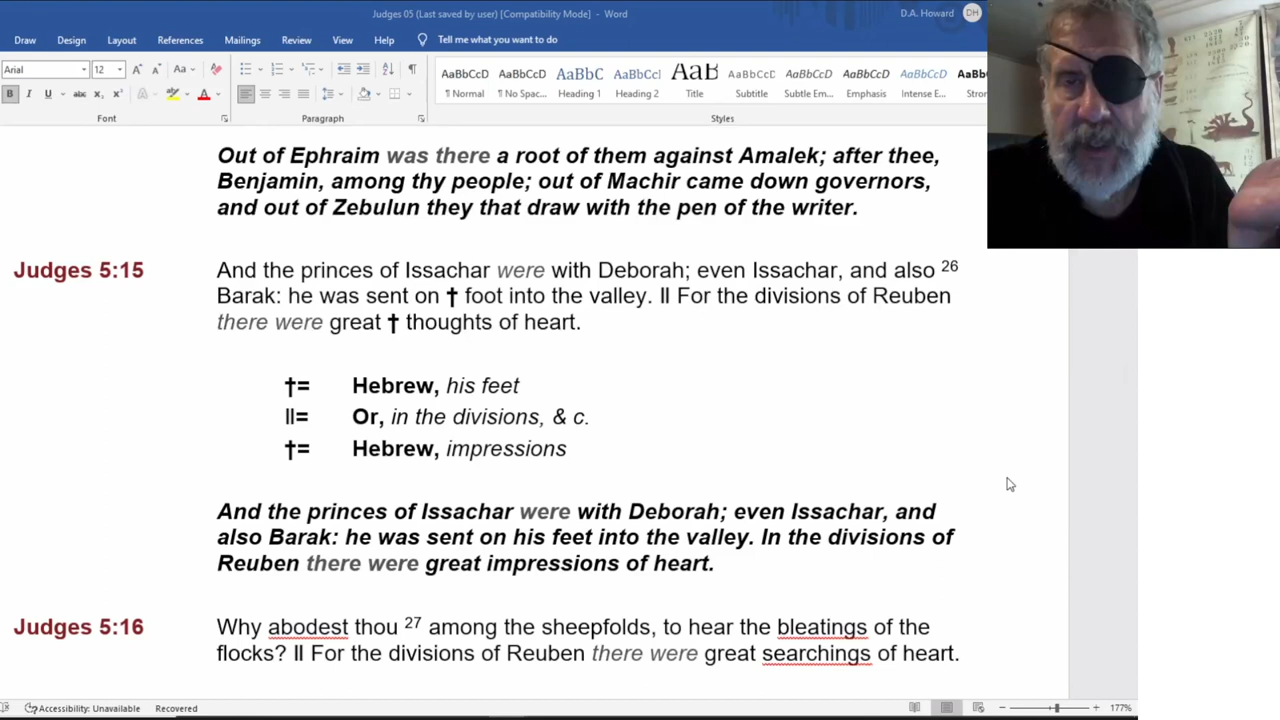 Judges 05 (Last saved by user) [Compatibility Mode] - Word
D.A. Howard DH
Draw Design Layout References Mailings Review View Help Tell me what you want to do
Arial 12 Aa
AaBbCcD AaBbCcD AaBbC AaBbCcI AaB AaBbCcD AaBbCcD AaBbCcD AaBbCcD AaBbC
B I U abc x₂ x² A
¶ Normal ¶ No Spac... Heading 1 Heading 2 Title Subtitle Subtle Em... Emphasis Intense E... Stron
Font Paragraph Styles
Out of Ephraim was there a root of them against Amalek; after thee,
Benjamin, among thy people; out of Machir came down governors,
and out of Zebulun they that draw with the pen of the writer.
Judges 5:15 And the princes of Issachar were with Deborah; even Issachar, and also ²⁶
Barak: he was sent on † foot into the valley. ǁ For the divisions of Reuben
there were great † thoughts of heart.
†= Hebrew, his feet
ǁ= Or, in the divisions, & c.
†= Hebrew, impressions
And the princes of Issachar were with Deborah; even Issachar, and
also Barak: he was sent on his feet into the valley. In the divisions of
Reuben there were great impressions of heart.
Judges 5:16 Why abodest thou ²⁷ among the sheepfolds, to hear the bleatings of the
flocks? ǁ For the divisions of Reuben there were great searchings of heart.
Accessibility: Unavailable Recovered 177%